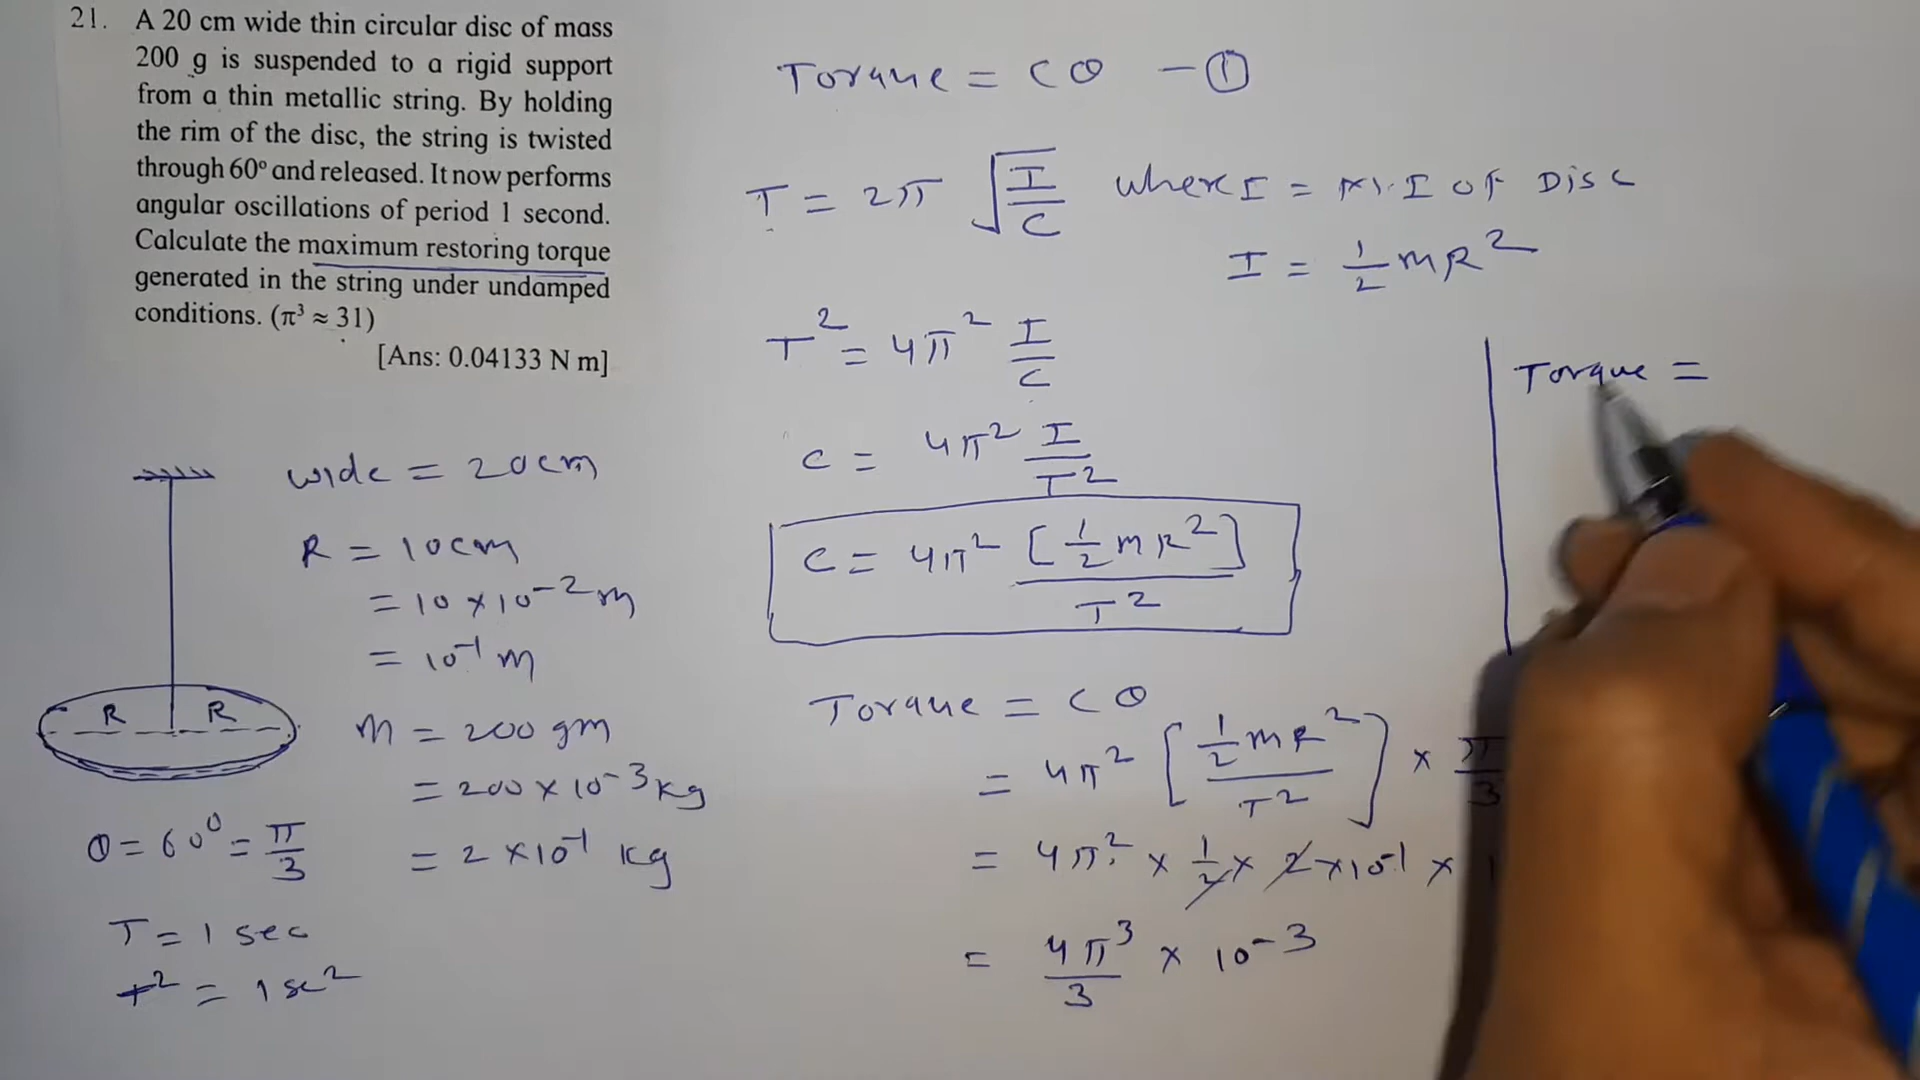 21. A 20 cm wide thin circular disc of mass
200 g is suspended to a rigid support
from a thin metallic string. By holding
the rim of the disc, the string is twisted
through 60° and released. It now performs
angular oscillations of period 1 second.
Calculate the maximum restoring torque
generated in the string under undamped
conditions. (π³ ≈ 31)
[Ans: 0.04133 N m]
wide = 20cm
R = 10cm
= 10 × 10⁻² m
= 10⁻¹ m
R R
m = 200 gm
= 200 × 10⁻³ kg
= 2 × 10⁻¹ kg
θ = 60⁰ = π/3
T = 1 sec
T² = 1 sec²
Torque = Cθ - ①
T = 2π √(I/C) where I = M.I of Disc
I = 1/2 mR²
T² = 4π² I/C
C = 4π² I/T²
C = 4π² [1/2 mR²]/T²
Torque = Cθ
= 4π² [1/2 mR²/T²] × π/3
= 4π² × 1/2 × 2 × 10⁻¹ × 1
= 4π³/3 × 10⁻³
Torque =